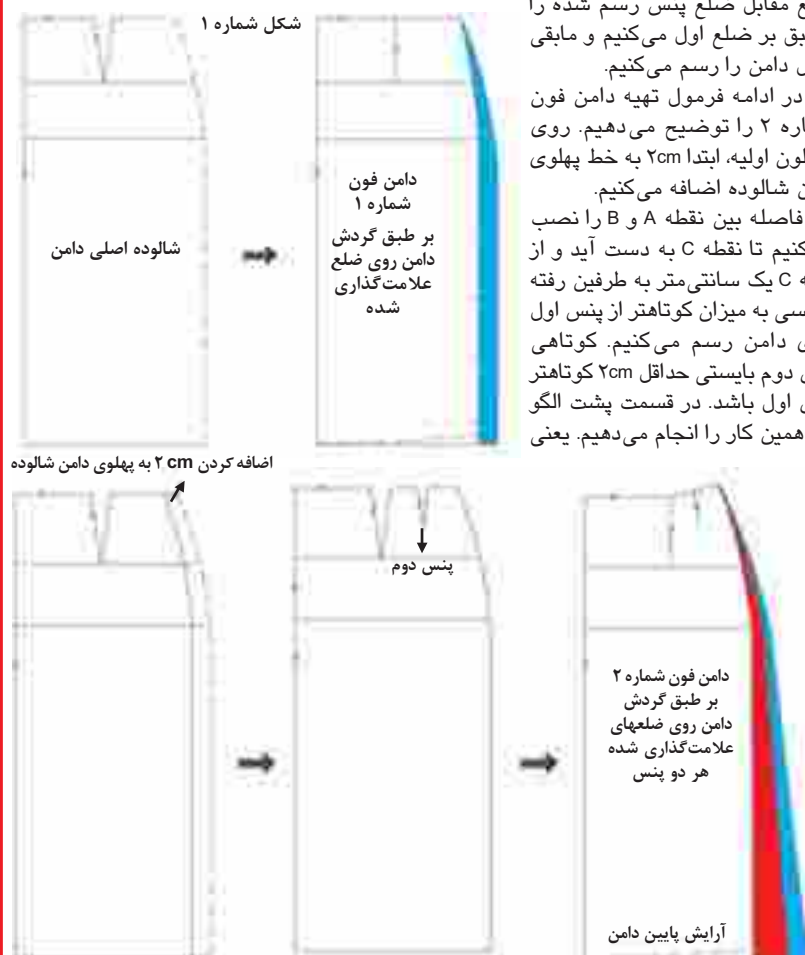 مقابل ضلع پنس رسم شده را
بر ضلع اول می‌کنیم و مابقی
دامن را رسم می‌کنیم.
در ادامه فرمول تهیه دامن فون
۲ را توضیح می‌دهیم. روی
اولیه، ابتدا ۲cm به خط پهلوی
شالوده اضافه می‌کنیم.
فاصله بین نقطه A و B را نصب
کنیم تا نقطه C به دست آید و از
C یک سانتی‌متر به طرفین رفته
به میزان کوتاهتر از پنس اول
دامن رسم می‌کنیم. کوتاهی
دوم بایستی حداقل ۲cm کوتاهتر
اول باشد. در قسمت پشت الگو
همین کار را انجام می‌دهیم. یعنی
شکل شماره ۱
شالوده اصلی دامن
دامن فون
شماره ۱
بر طبق گردش
دامن روی ضلع
علامت‌گذاری
شده
اضافه کردن ۲ cm به پهلوی دامن شالوده
پنس دوم
دامن فون شماره ۲
بر طبق گردش
دامن روی ضلعهای
علامت‌گذاری شده
هر دو پنس
آرایش پایین دامن